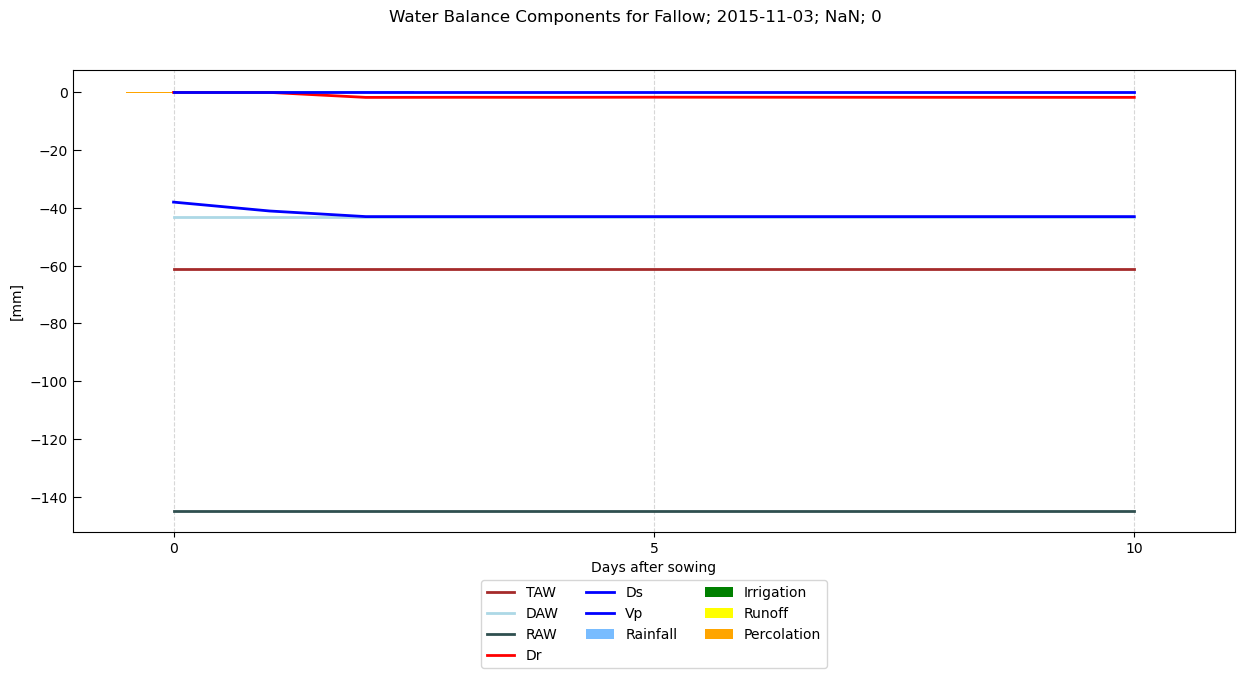 Water Balance Components for Fallow; 2015-11-03; NaN; 0
0
−20
−40
−60
−80
−100
−120
−140
[mm]
0 5 10
Days after sowing
TAW Ds Irrigation
DAW Vp Runoff
RAW Rainfall Percolation
Dr